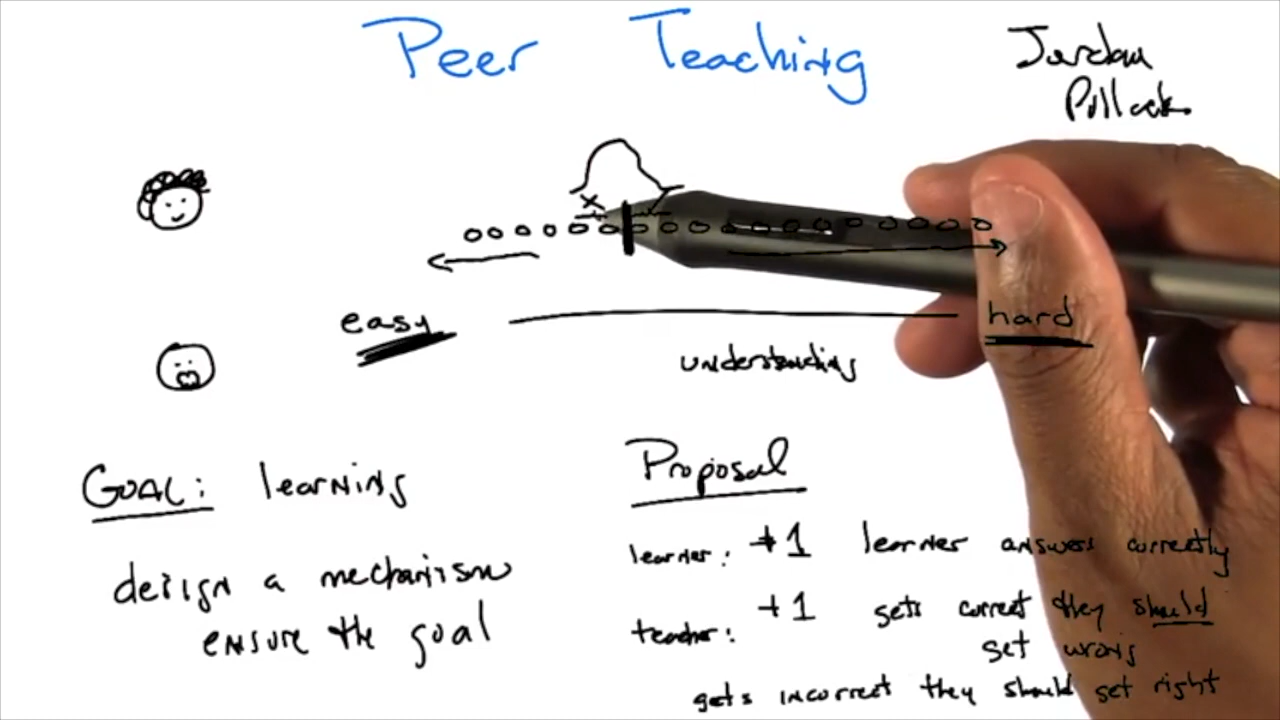 Peer Teaching
Jordan
Pollack
easy
hard
understanding
GOAL: learning
design a mechanism
ensure the goal
Proposal
learner: +1 learner answers correctly
teacher: +1 gets correct they should
get wrong
gets incorrect they should get right